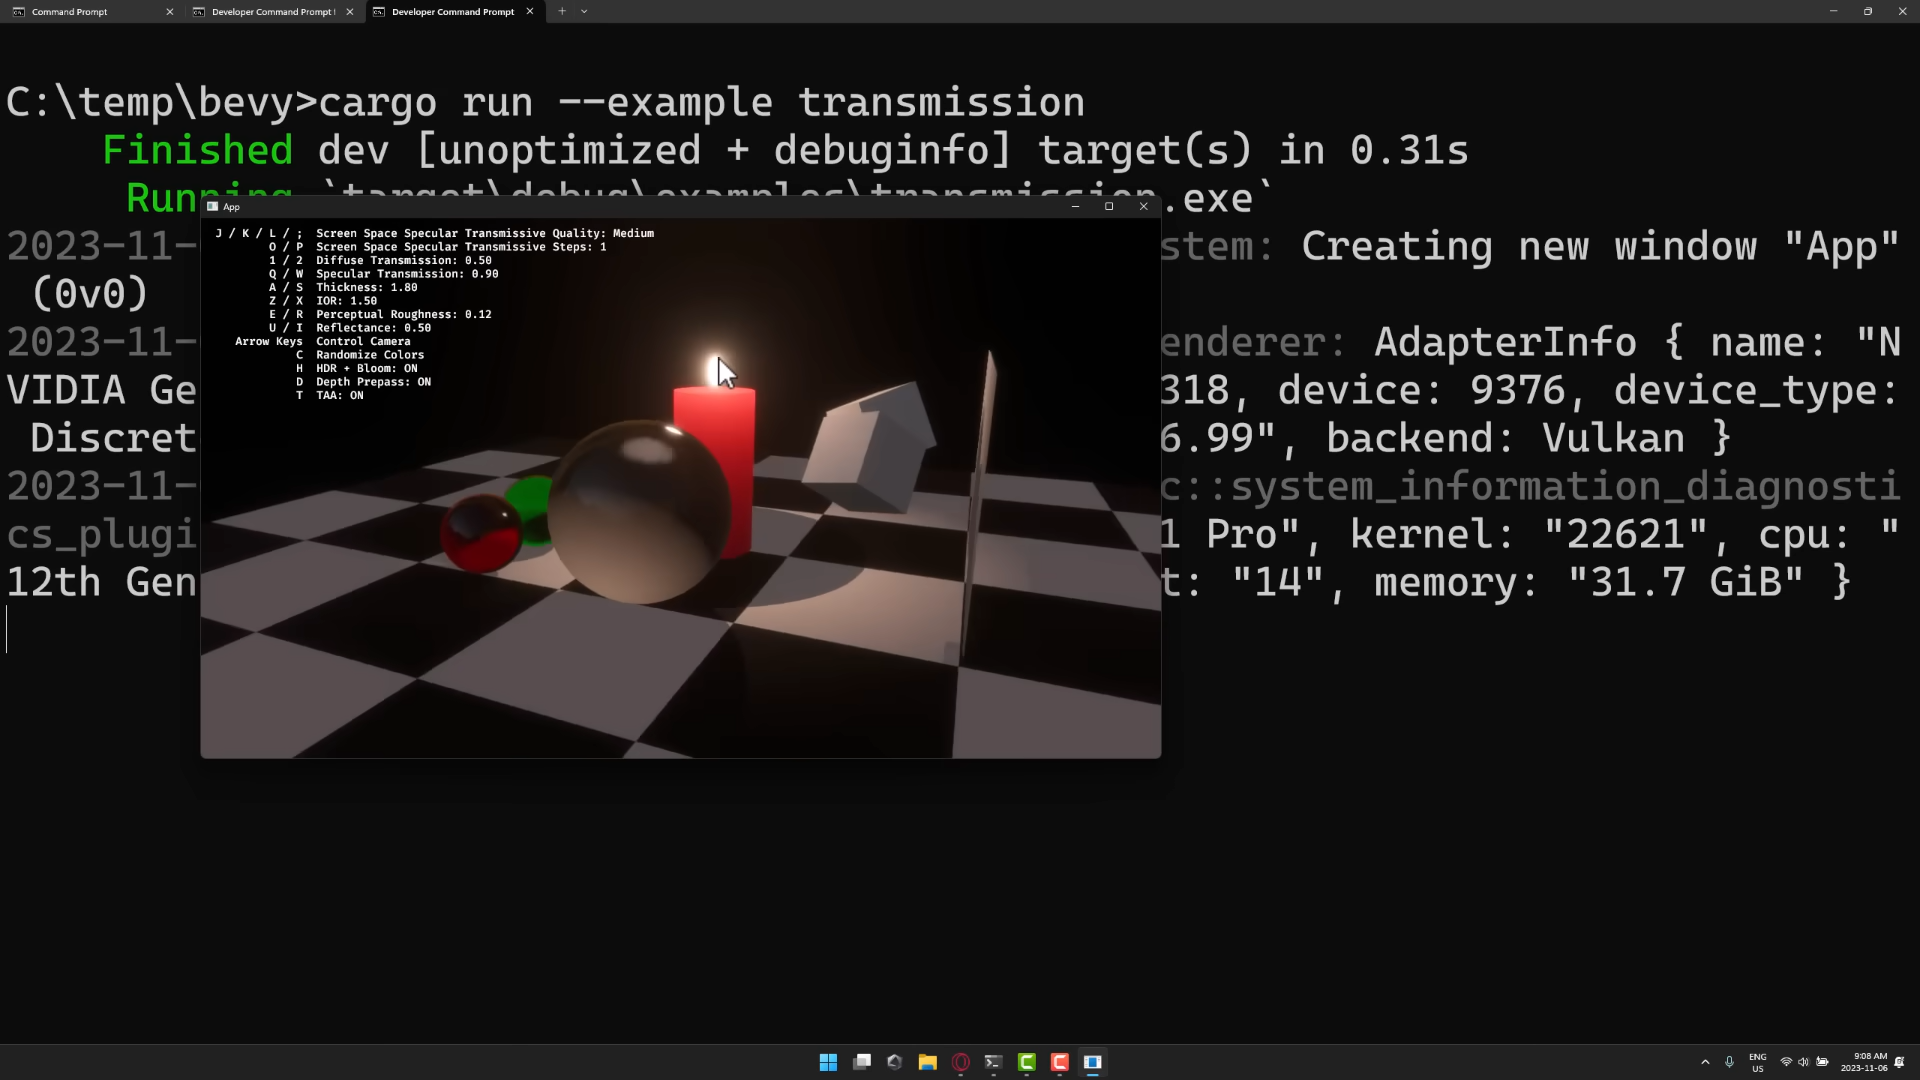 Command Prompt
Developer Command Prompt
Developer Command Prompt
C:\temp\bevy>cargo run --example transmission
Finished dev [unoptimized + debuginfo] target(s) in 0.31s
Running `target\debug\examples\transmission.exe`
2023-11- stem: Creating new window "App"
(0v0)
2023-11- enderer: AdapterInfo { name: "N
VIDIA Ge 318, device: 9376, device_type:
Discret 6.99", backend: Vulkan }
2023-11- c::system_information_diagnosti
cs_plugi 1 Pro", kernel: "22621", cpu: "
12th Gen t: "14", memory: "31.7 GiB" }
App
J / K / L / ; Screen Space Specular Transmissive Quality: Medium
O / P Screen Space Specular Transmissive Steps: 1
1 / 2 Diffuse Transmission: 0.50
Q / W Specular Transmission: 0.90
A / S Thickness: 1.80
Z / X IOR: 1.50
E / R Perceptual Roughness: 0.12
U / I Reflectance: 0.50
Arrow Keys Control Camera
C Randomize Colors
H HDR + Bloom: ON
D Depth Prepass: ON
T TAA: ON
ENG
US
9:08 AM
2023-11-06